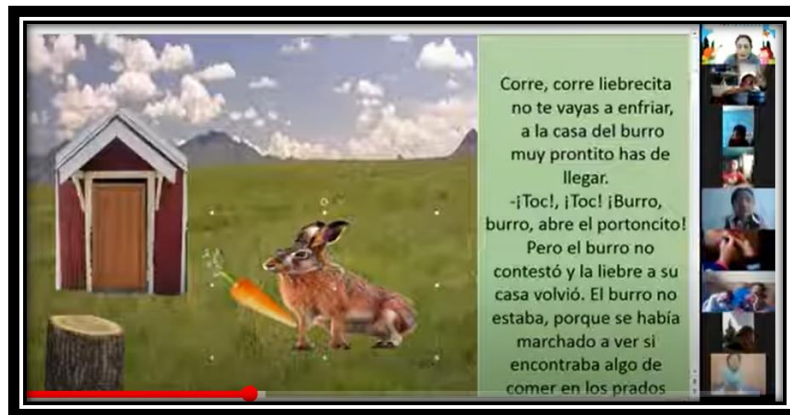 Corre, corre liebrecita
no te vayas a enfriar,
a la casa del burro
muy prontito has de
llegar.
-¡Toc!, ¡Toc! ¡Burro,
burro, abre el portoncito!
Pero el burro no
contestó y la liebre a su
casa volvió. El burro no
estaba, porque se había
marchado a ver si
encontraba algo de
comer en los prados